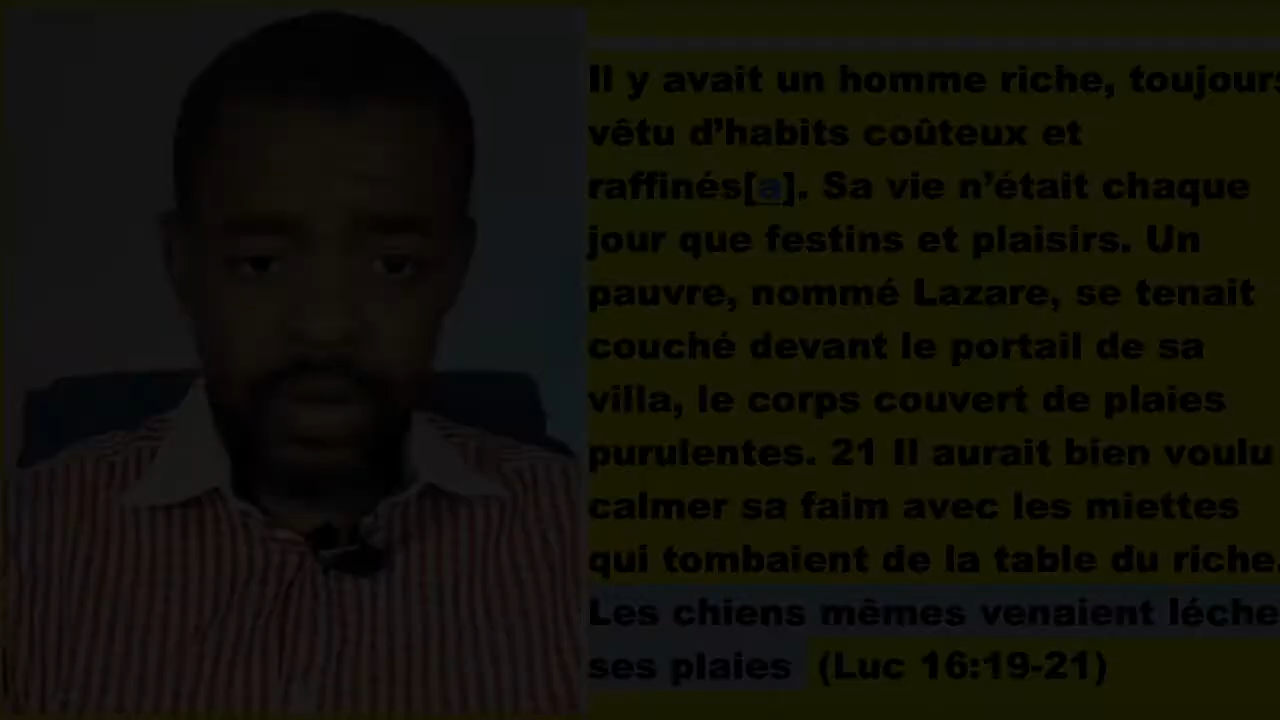 Il y avait un homme riche, toujours
vêtu d’habits coûteux et
raffinés[a]. Sa vie n’était chaque
jour que festins et plaisirs. Un
pauvre, nommé Lazare, se tenait
couché devant le portail de sa
villa, le corps couvert de plaies
purulentes. 21 Il aurait bien voulu
calmer sa faim avec les miettes
qui tombaient de la table du riche.
Les chiens mêmes venaient léche
ses plaies (Luc 16:19-21)